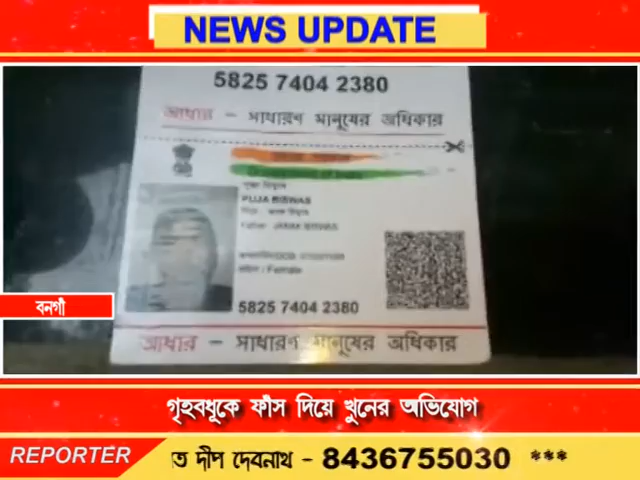 NEWS UPDATE
5825 7404 2380
আধার - সাধারণ মানুষের অধিকার
PUJA BISWAS
Father : JANAK BISWAS
Female
5825 7404 2380
আধার - সাধারণ মানুষের অধিকার
বনগাঁ
গৃহবধূকে ফাঁস দিয়ে খুনের অভিযোগ
REPORTER
ত দীপ দেবনাথ - 8436755030 ***